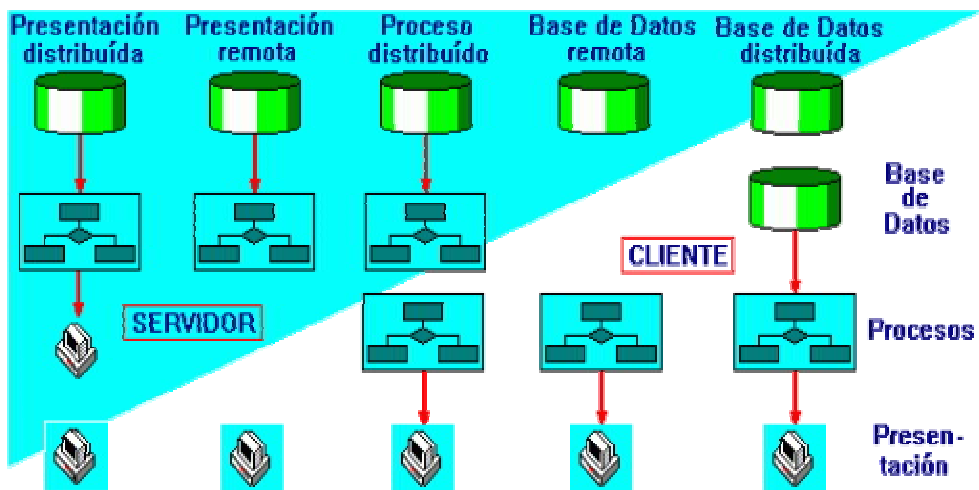 Presentación
distribuída
Presentación
remota
Proceso
distribuído
Base de Datos
remota
Base de Datos
distribuída
Base
de
Datos
CLIENTE
SERVIDOR
Procesos
Presen-
tación